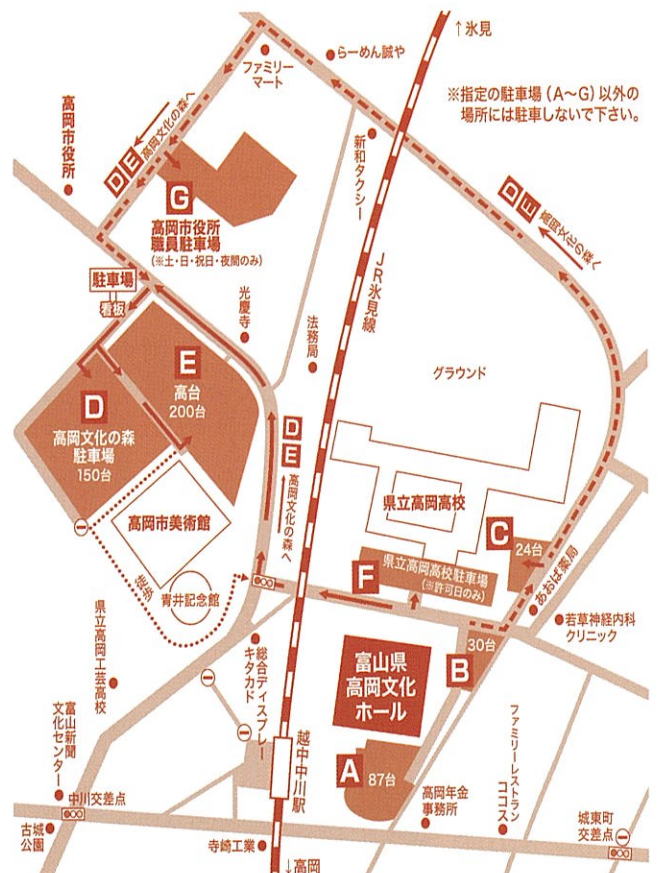 ↑氷見
らーめん誠や
ファミリー
マート
※指定の駐車場（A〜G）以外の
場所には駐車しないで下さい。
高岡市役所
DE 高岡文化の森へ
新和タクシー
G
高岡市役所
職員駐車場
（※土・日・祝日・夜間のみ）
DE
高岡文化の森へ
JR氷見線
駐車場
看板
光慶寺
法務局
グラウンド
E
高台
200台
D
高岡文化の森
駐車場
150台
DE
高岡文化の森へ
県立高岡高校
C
24台
高岡市美術館
県立高岡高校駐車場
（※許可日のみ）
F
あおば薬局
徒歩
青井記念館
若草神経内科
クリニック
30台
B
富山県
高岡文化
ホール
県立高岡工芸高校
総合ディスプレー
キタカド
A
87台
富山新聞
文化センター
越中中川駅
ファミリーレストラン
ココス
高岡年金
事務所
中川交差点
城東町
交差点
古城
公園
寺崎工業
↓高岡